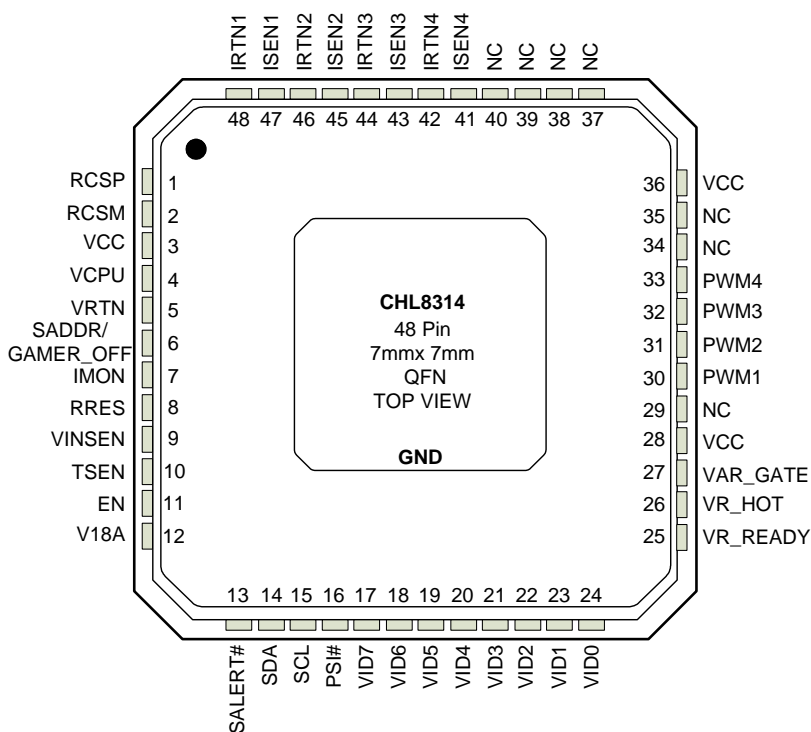 IRTN1
ISEN1
IRTN2
ISEN2
IRTN3
ISEN3
IRTN4
ISEN4
NC
NC
NC
NC
48 47 46 45 44 43 42 41 40 39 38 37
RCSP 1
RCSM 2
VCC 3
VCPU 4
VRTN 5
SADDR/
GAMER_OFF 6
IMON 7
RRES 8
VINSEN 9
TSEN 10
EN 11
V18A 12
CHL8314
48 Pin
7mmx 7mm
QFN
TOP VIEW
GND
36 VCC
35 NC
34 NC
33 PWM4
32 PWM3
31 PWM2
30 PWM1
29 NC
28 VCC
27 VAR_GATE
26 VR_HOT
25 VR_READY
13 14 15 16 17 18 19 20 21 22 23 24
SALERT#
SDA
SCL
PSI#
VID7
VID6
VID5
VID4
VID3
VID2
VID1
VID0